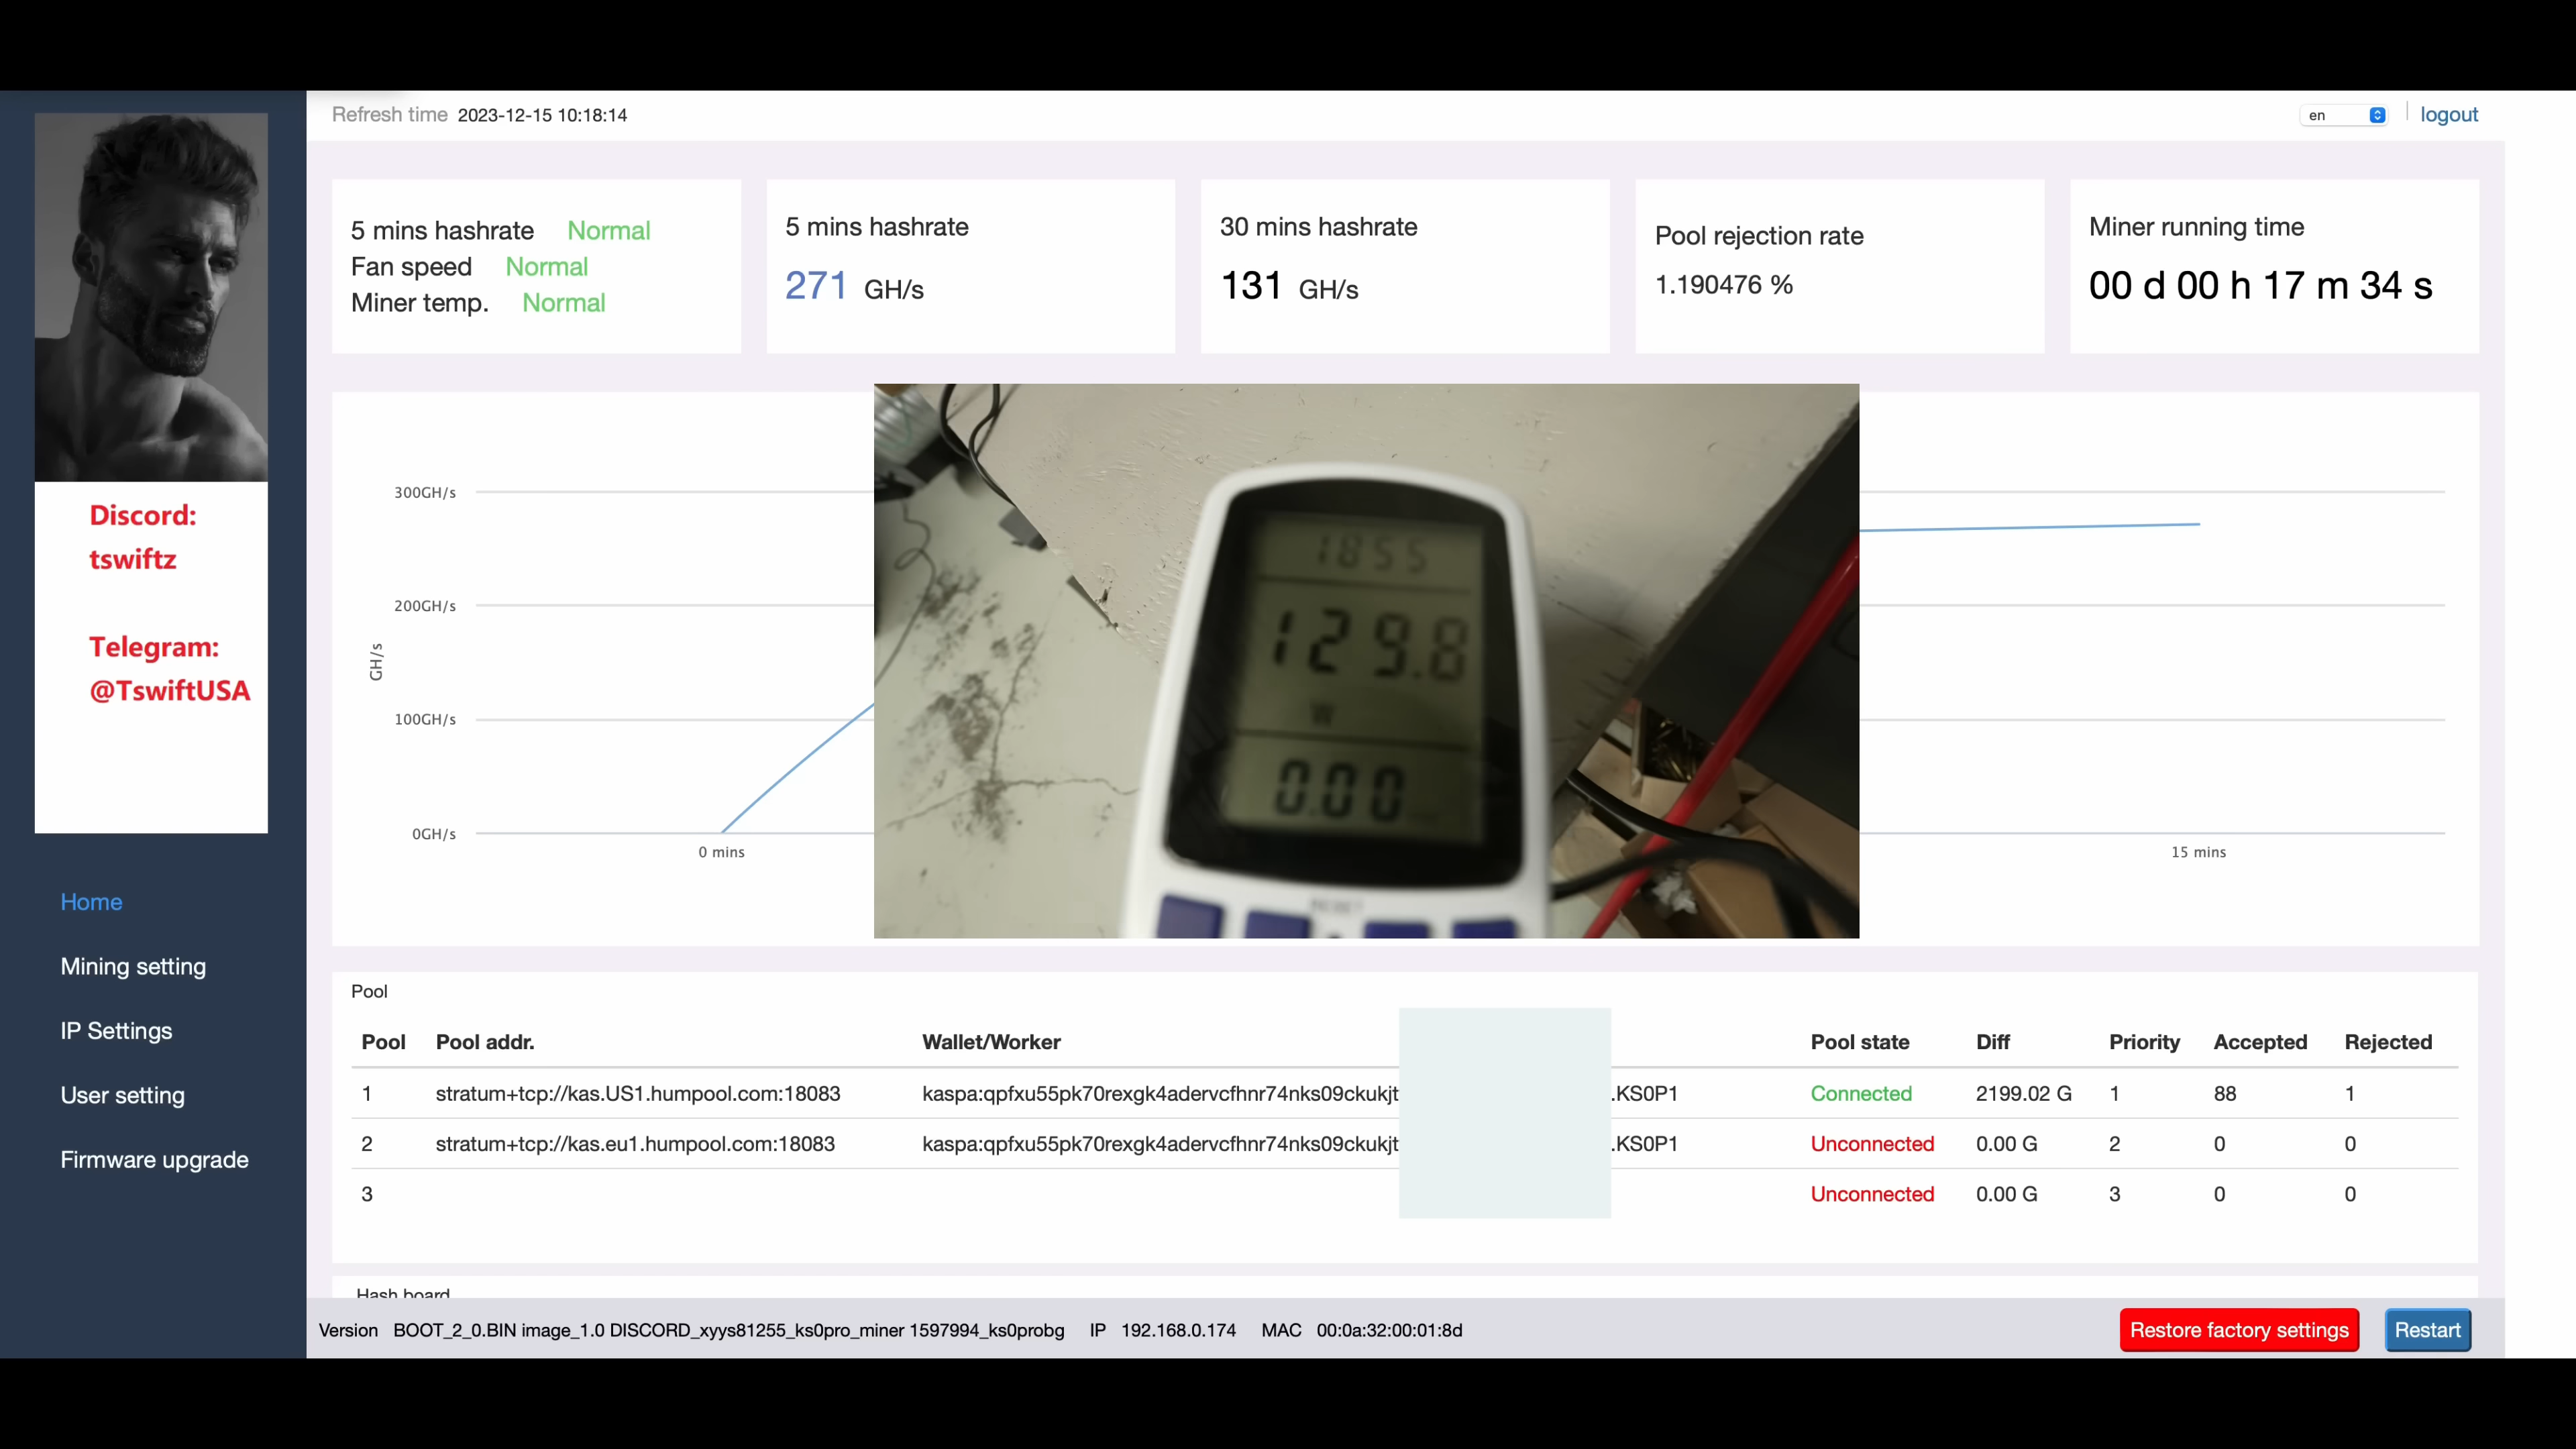 Refresh time 2023-12-15 10:18:14
en
logout
Discord:
tswiftz
Telegram:
@TswiftUSA
Home
Mining setting
IP Settings
User setting
Firmware upgrade
5 mins hashrate Normal
Fan speed Normal
Miner temp. Normal
5 mins hashrate
271 GH/s
30 mins hashrate
131 GH/s
Pool rejection rate
1.190476 %
Miner running time
00 d 00 h 17 m 34 s
300GH/s
200GH/s
100GH/s
0GH/s
GH/s
0 mins
15 mins
1855
129.8
W
0.00
RESET
Pool
Pool Pool addr. Wallet/Worker Pool state Diff Priority Accepted Rejected
1 stratum+tcp://kas.US1.humpool.com:18083 kaspa:qpfxu55pk70rexgk4adervcfhnr74nks09ckukjt .KS0P1 Connected 2199.02 G 1 88 1
2 stratum+tcp://kas.eu1.humpool.com:18083 kaspa:qpfxu55pk70rexgk4adervcfhnr74nks09ckukjt .KS0P1 Unconnected 0.00 G 2 0 0
3 Unconnected 0.00 G 3 0 0
Hash board
Version BOOT_2_0.BIN image_1.0 DISCORD_xyys81255_ks0pro_miner 1597994_ks0probg IP 192.168.0.174 MAC 00:0a:32:00:01:8d
Restore factory settings
Restart